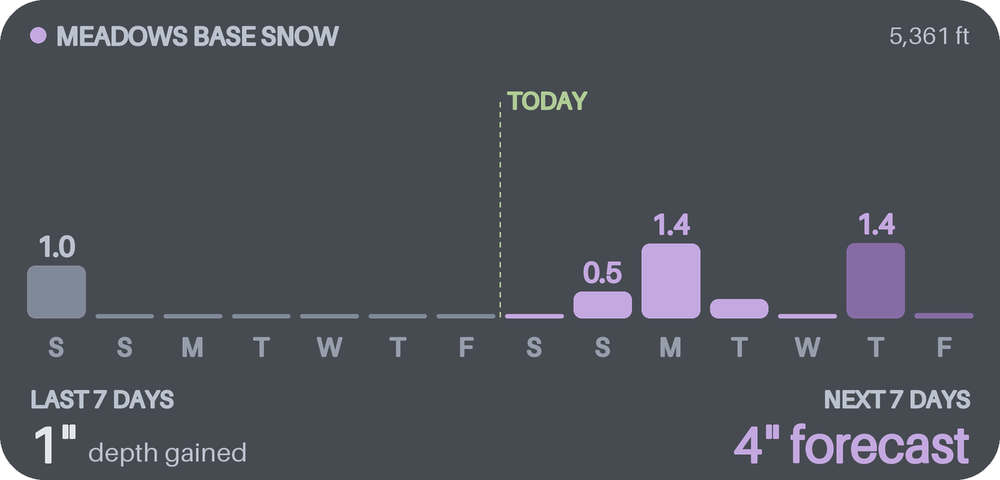 MEADOWS BASE SNOW 5,361 ft
TODAY
1.4 1.4
1.0 0.5
S S M T W T F S S M T W T F
LAST 7 DAYS NEXT 7 DAYS
1" depth gained 4" forecast